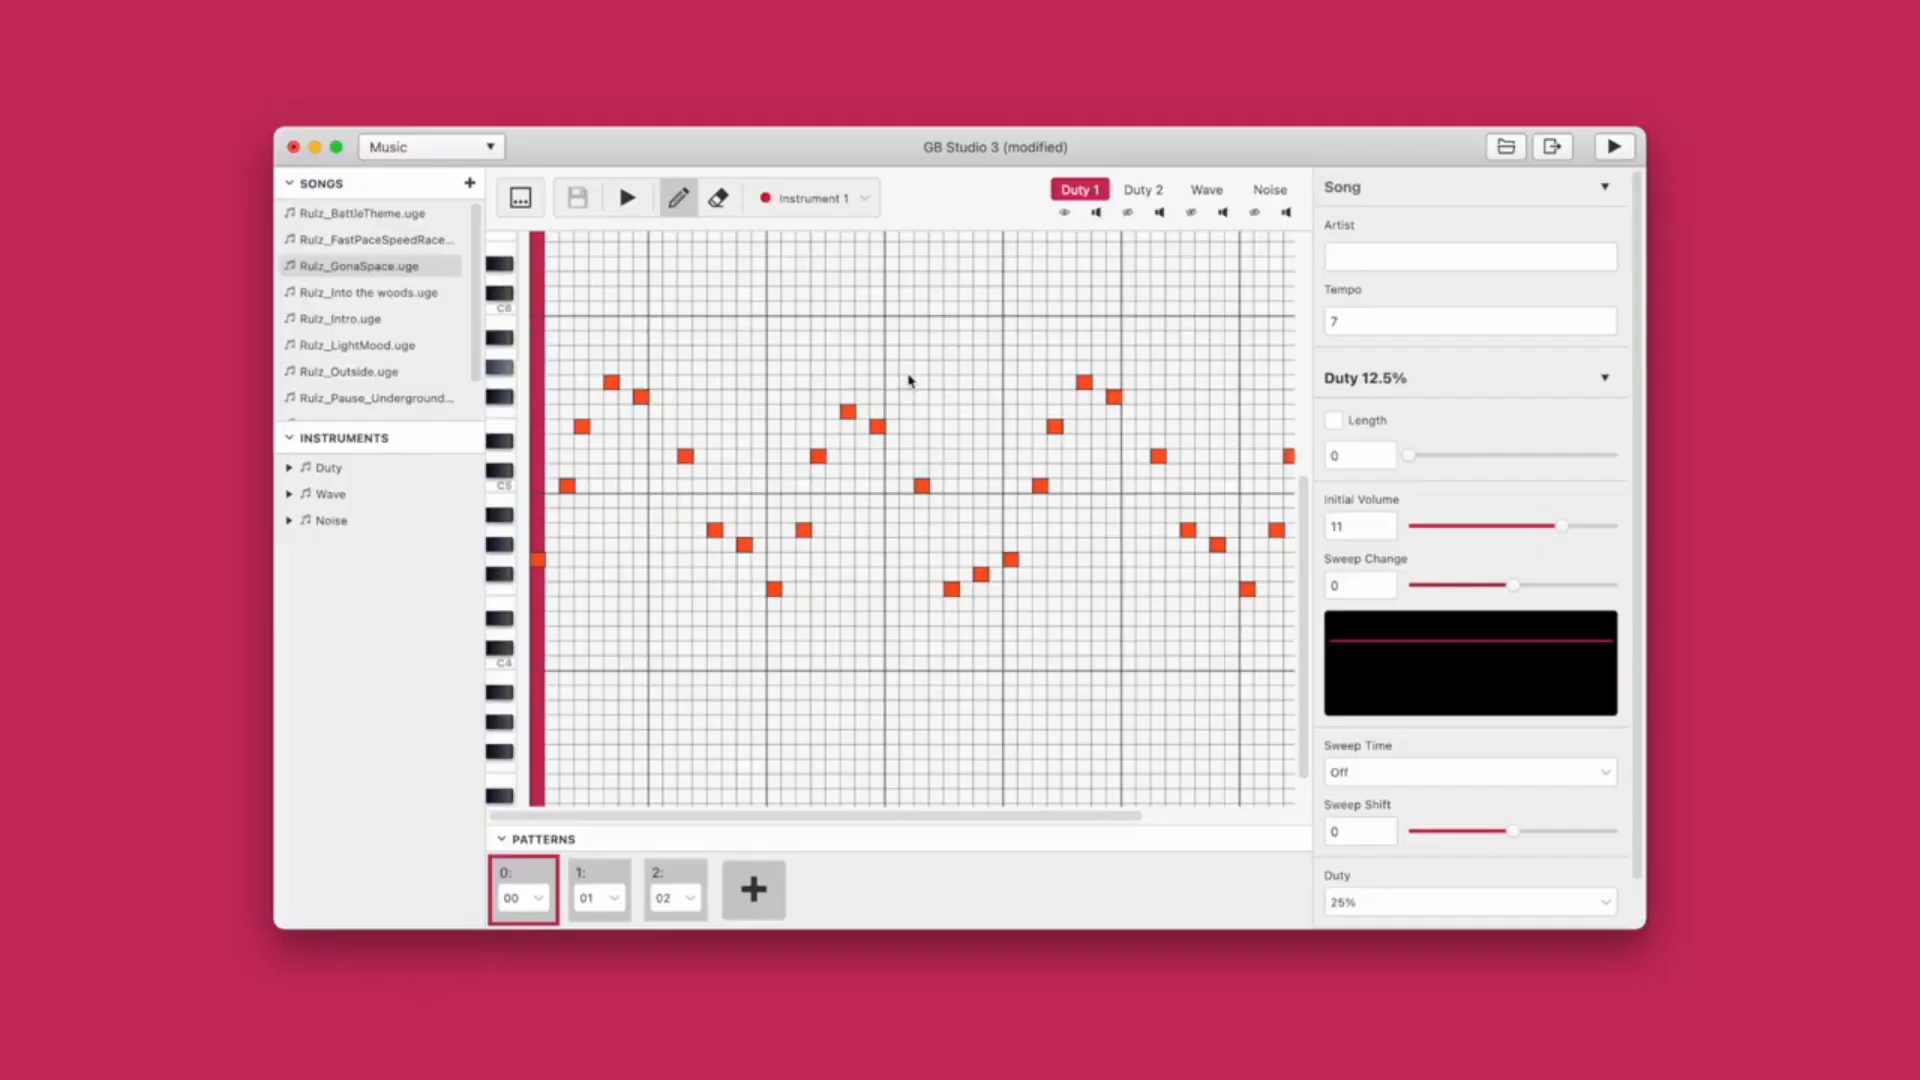 Music
GB Studio 3 (modified)
SONGS
Rulz_BattleTheme.uge
Rulz_FastPaceSpeedRace...
Rulz_GonaSpace.uge
Rulz_Into the woods.uge
Rulz_Intro.uge
Rulz_LightMood.uge
Rulz_Outside.uge
Rulz_Pause_Underground...
INSTRUMENTS
Duty
Wave
Noise
Instrument 1
Duty 1
Duty 2
Wave
Noise
C6
C5
C4
PATTERNS
0:
00
1:
01
2:
02
Song
Artist
Tempo
7
Duty 12.5%
Length
0
Initial Volume
11
Sweep Change
0
Sweep Time
Off
Sweep Shift
0
Duty
25%